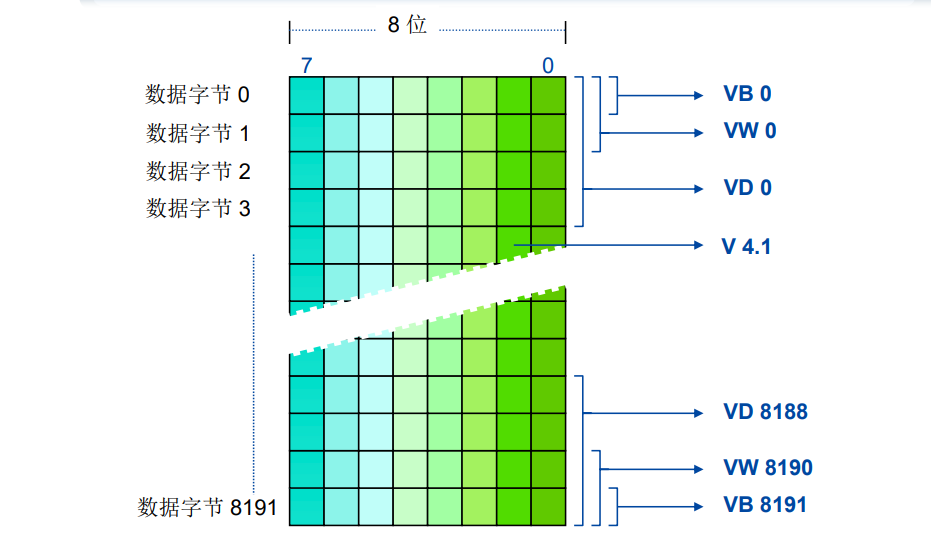 8 位
7 0
数据字节 0
VB 0
数据字节 1
VW 0
数据字节 2
VD 0
数据字节 3
V 4.1
VD 8188
VW 8190
数据字节 8191
VB 8191